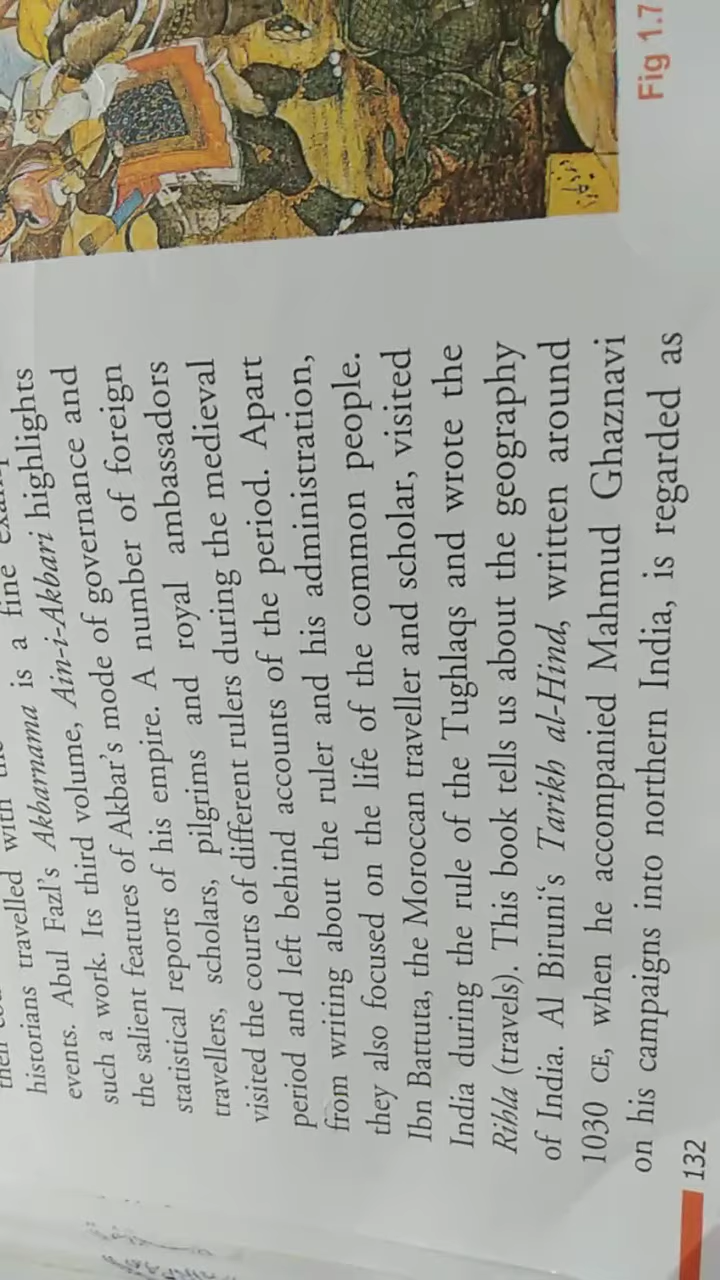 historians travelled with
events. Abul Fazl's Akbarnama is a fine
such a work. Its third volume, Ain-i-Akbari highlights
the salient features of Akbar's mode of governance and
statistical reports of his empire. A number of foreign
travellers, scholars, pilgrims and royal ambassadors
visited the courts of different rulers during the medieval
period and left behind accounts of the period. Apart
from writing about the ruler and his administration,
they also focused on the life of the common people.
Ibn Battuta, the Moroccan traveller and scholar, visited
India during the rule of the Tughlaqs and wrote the
Rihla (travels). This book tells us about the geography
of India. Al Biruni‘s Tarikh al-Hind, written around
1030 CE, when he accompanied Mahmud Ghaznavi
on his campaigns into northern India, is regarded as
132
Fig 1.7